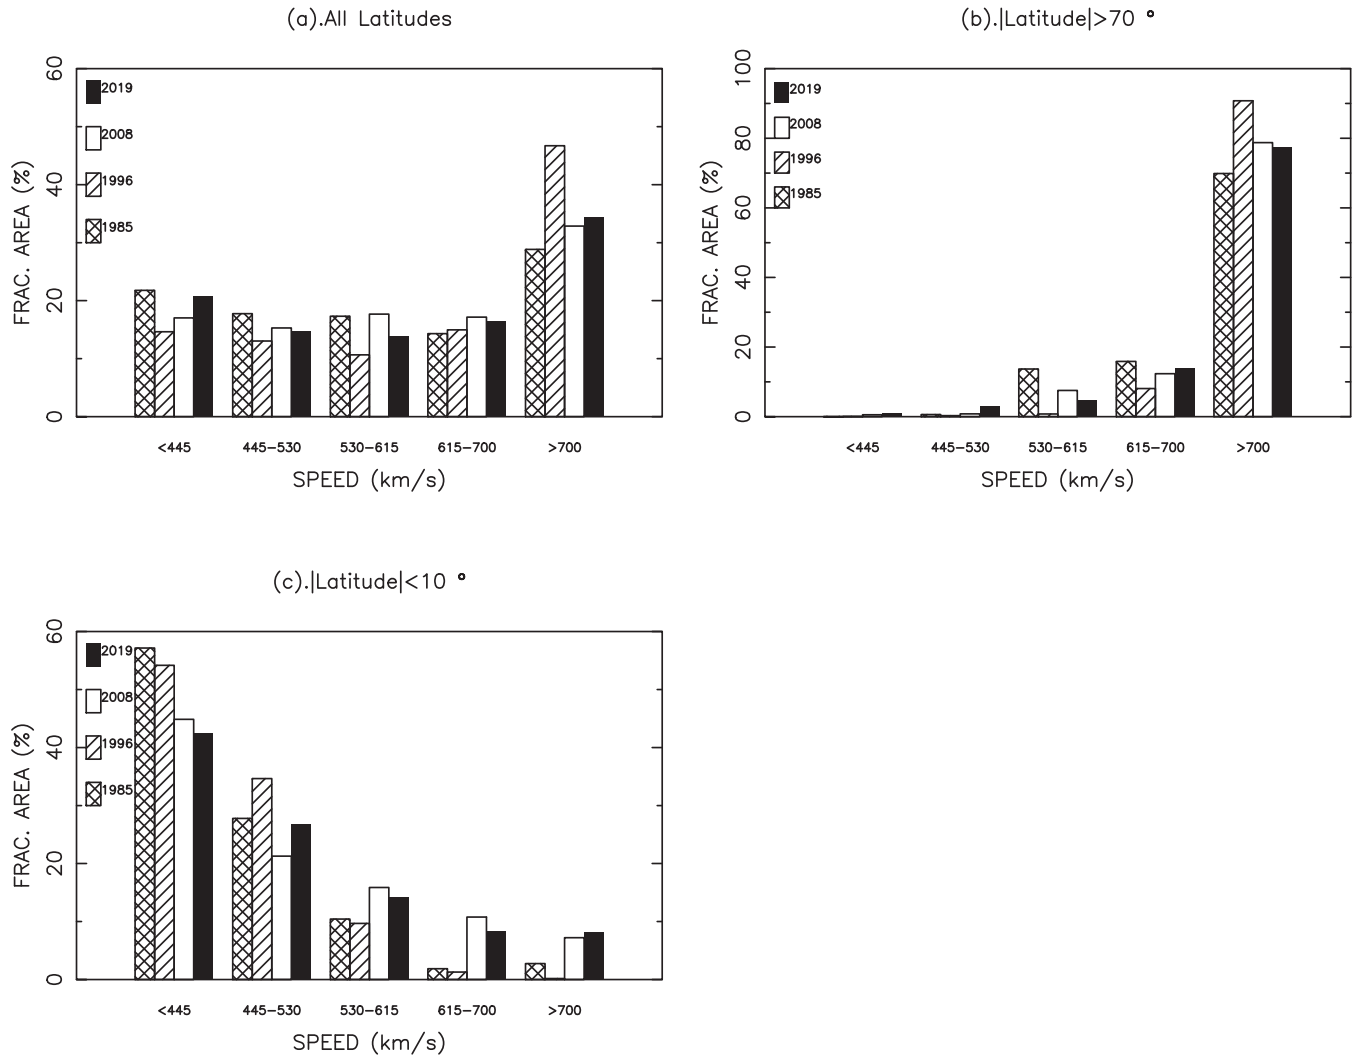 (a).All Latitudes
FRAC. AREA (%)
60
40
20
0
2019
2008
1996
1985
<445 445−530 530−615 615−700 >700
SPEED (km/s)
(b).|Latitude|>70 °
FRAC. AREA (%)
100
80
60
40
20
0
2019
2008
1996
1985
<445 445−530 530−615 615−700 >700
SPEED (km/s)
(c).|Latitude|<10 °
FRAC. AREA (%)
60
40
20
0
2019
2008
1996
1985
<445 445−530 530−615 615−700 >700
SPEED (km/s)